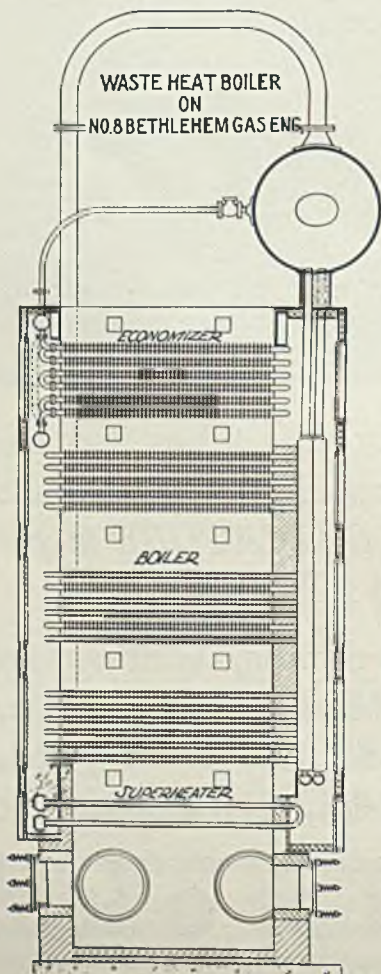 WASTE HEAT BOILER
ON
NO.8 BETHLEHEM GAS ENG.
ECONOMIZER
BOILER
SUPERHEATER